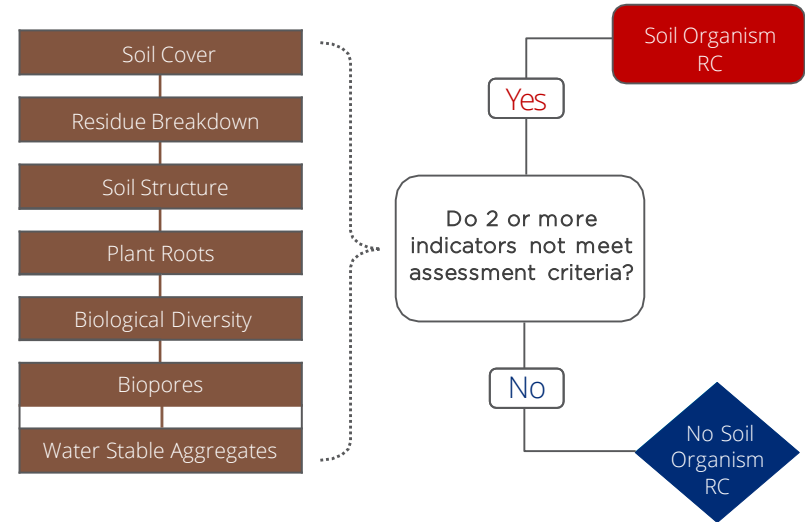 Soil Cover
Residue Breakdown
Soil Structure
Plant Roots
Biological Diversity
Biopores
Water Stable Aggregates
Do 2 or more
indicators not meet
assessment criteria?
Yes
Soil Organism
RC
No
No Soil
Organism
RC